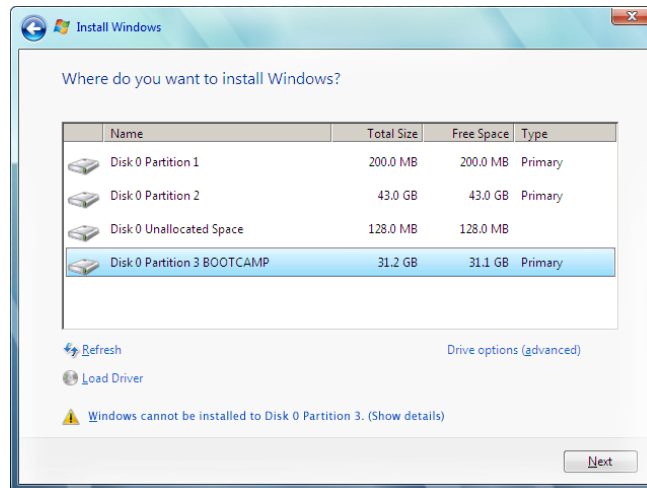 Install Windows
Where do you want to install Windows?
Name Total Size Free Space Type
Disk 0 Partition 1 200.0 MB 200.0 MB Primary
Disk 0 Partition 2 43.0 GB 43.0 GB Primary
Disk 0 Unallocated Space 128.0 MB 128.0 MB
Disk 0 Partition 3 BOOTCAMP 31.2 GB 31.1 GB Primary
Refresh Drive options (advanced)
Load Driver
Windows cannot be installed to Disk 0 Partition 3. (Show details)
Next